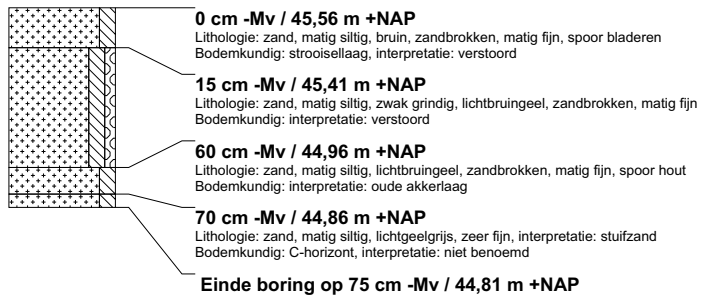 0 cm -Mv / 45,56 m +NAP
Lithologie: zand, matig siltig, bruin, zandbrokken, matig fijn, spoor bladeren
Bodemkundig: strooisellaag, interpretatie: verstoord
15 cm -Mv / 45,41 m +NAP
Lithologie: zand, matig siltig, zwak grindig, lichtbruingeel, zandbrokken, matig fijn
Bodemkundig: interpretatie: verstoord
60 cm -Mv / 44,96 m +NAP
Lithologie: zand, matig siltig, lichtbruingeel, zandbrokken, matig fijn, spoor hout
Bodemkundig: interpretatie: oude akkerlaag
70 cm -Mv / 44,86 m +NAP
Lithologie: zand, matig siltig, lichtgeelgrijs, zeer fijn, interpretatie: stuifzand
Bodemkundig: C-horizont, interpretatie: niet benoemd
Einde boring op 75 cm -Mv / 44,81 m +NAP